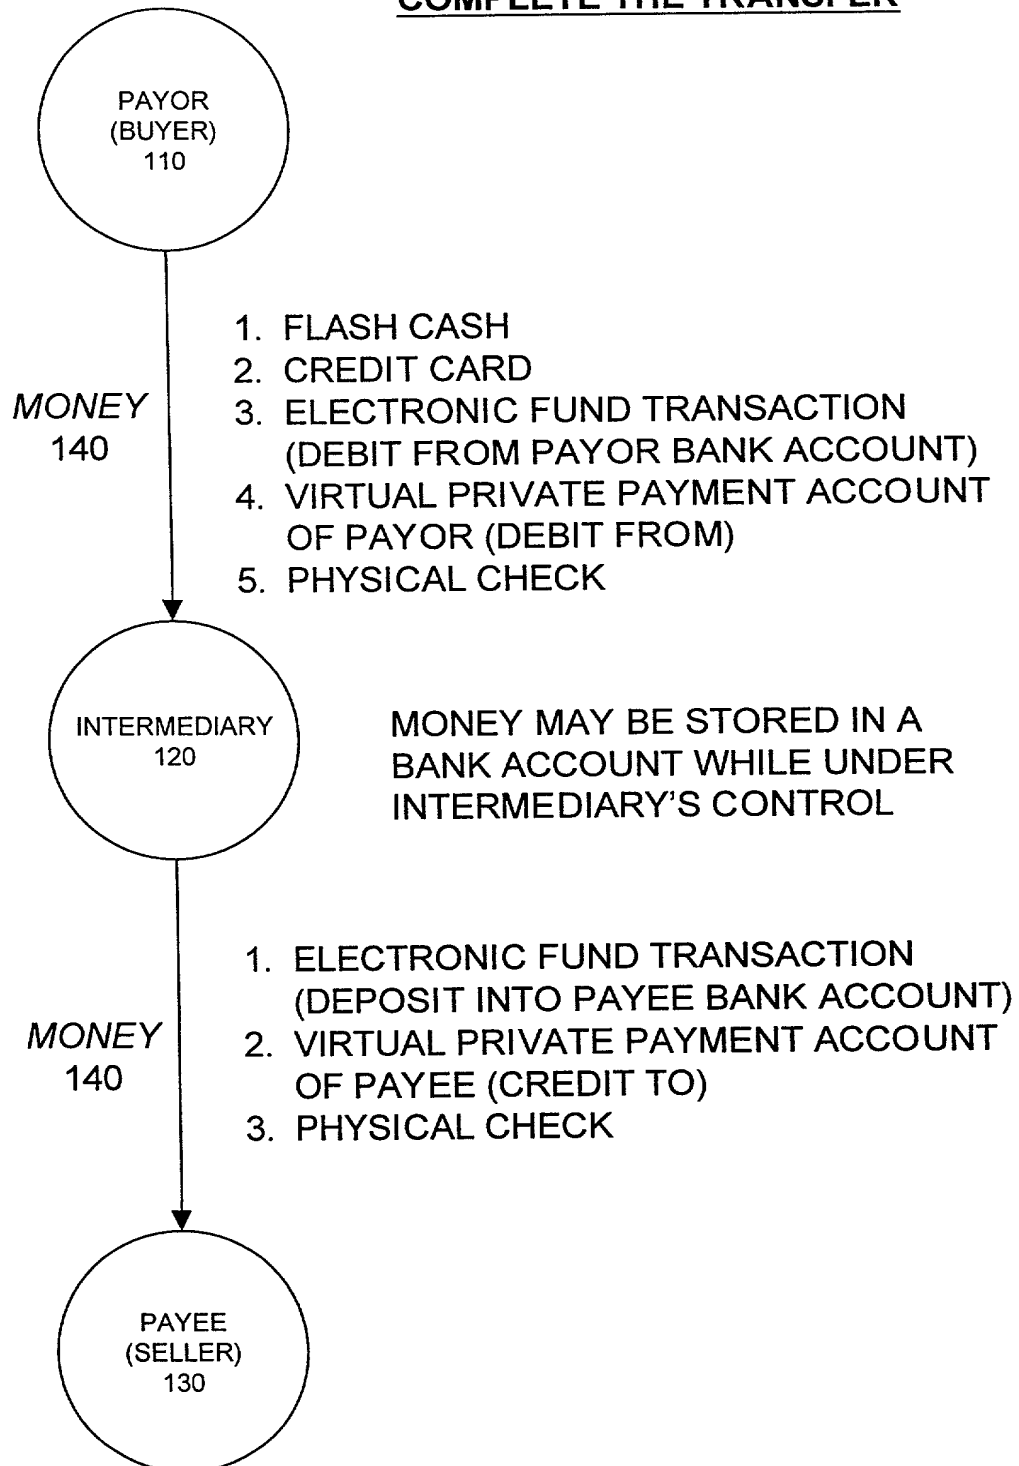 COMPLETE THE TRANSFER
PAYOR
(BUYER)
110
MONEY
140
1. FLASH CASH
2. CREDIT CARD
3. ELECTRONIC FUND TRANSACTION
(DEBIT FROM PAYOR BANK ACCOUNT)
4. VIRTUAL PRIVATE PAYMENT ACCOUNT
OF PAYOR (DEBIT FROM)
5. PHYSICAL CHECK
INTERMEDIARY
120
MONEY MAY BE STORED IN A
BANK ACCOUNT WHILE UNDER
INTERMEDIARY'S CONTROL
MONEY
140
1. ELECTRONIC FUND TRANSACTION
(DEPOSIT INTO PAYEE BANK ACCOUNT)
2. VIRTUAL PRIVATE PAYMENT ACCOUNT
OF PAYEE (CREDIT TO)
3. PHYSICAL CHECK
PAYEE
(SELLER)
130